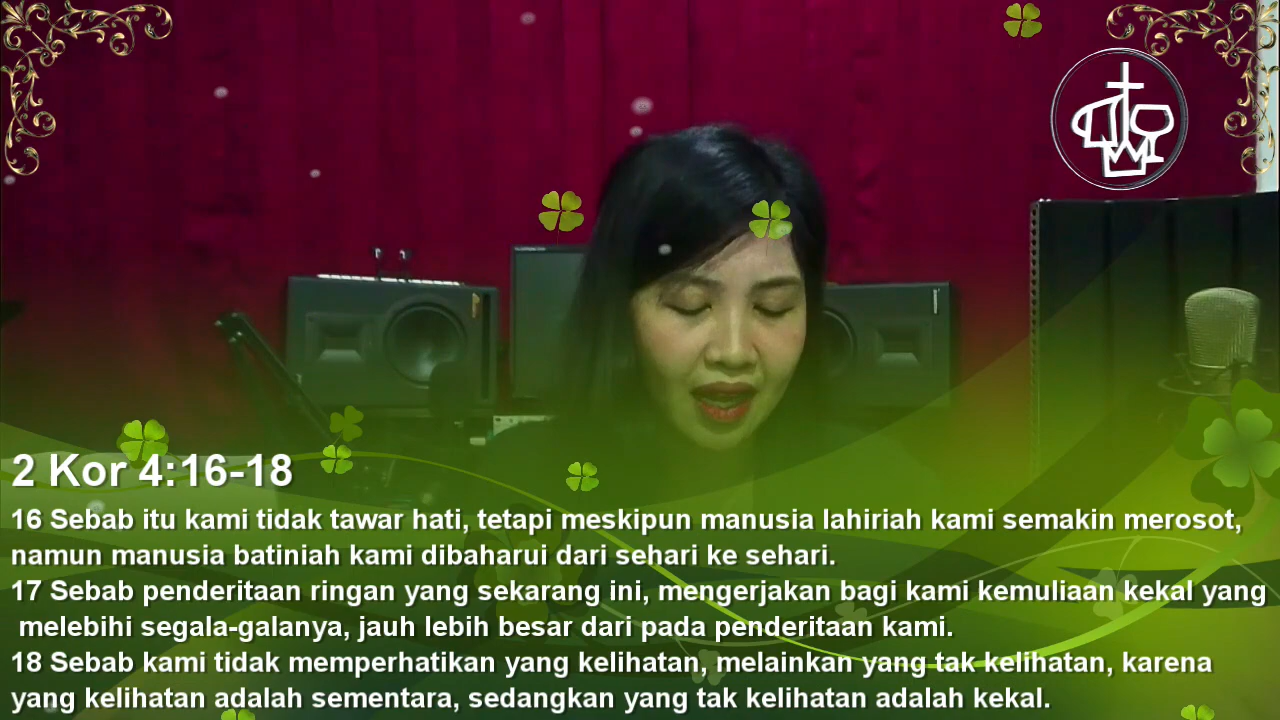 2 Kor 4:16-18
16 Sebab itu kami tidak tawar hati, tetapi meskipun manusia lahiriah kami semakin merosot,
namun manusia batiniah kami dibaharui dari sehari ke sehari.
17 Sebab penderitaan ringan yang sekarang ini, mengerjakan bagi kami kemuliaan kekal yang
melebihi segala-galanya, jauh lebih besar dari pada penderitaan kami.
18 Sebab kami tidak memperhatikan yang kelihatan, melainkan yang tak kelihatan, karena
yang kelihatan adalah sementara, sedangkan yang tak kelihatan adalah kekal.